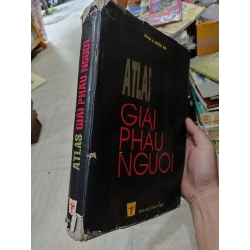 ATLAS
GIẢI
PHẪU
NGƯỜI
ATLAS GIẢI PHẪU NGƯỜI